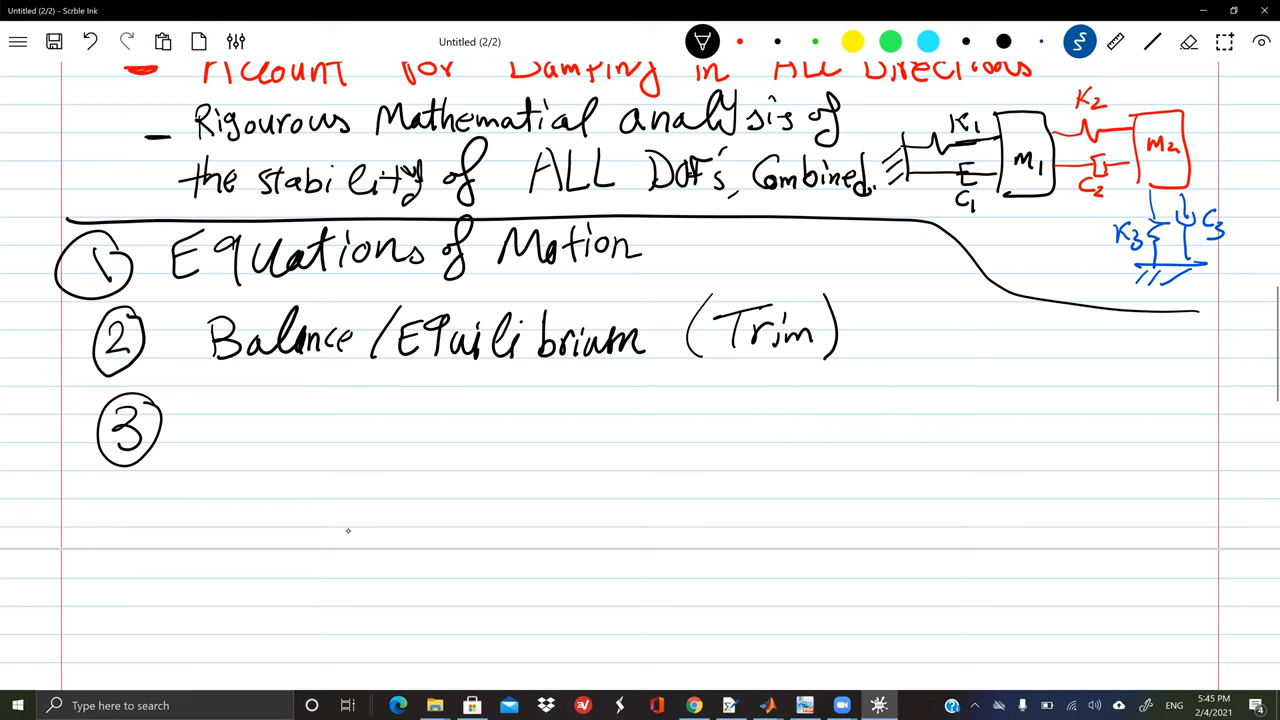 Untitled (2/2) - Scrble Ink
Untitled (2/2)
- Account for Damping in ALL Directions
- Rigourous Mathematial analysis of
the stability of ALL DOF's, Combined.
K1
C1
m1
K2
C2
m2
K3
C3
1 Equations of Motion
2 Balance/Equilibrium (Trim)
3
Type here to search
5:45 PM
2/4/2021
4